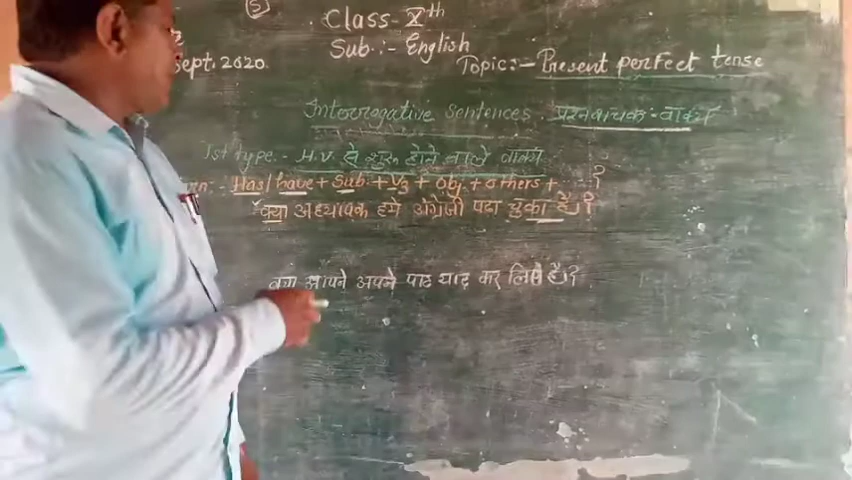 5
Class - Xth
Sub. :- English
Sept. 2020.
Topic :- Present perfect tense
Interrogative Sentences. प्रश्नवाचक-वाक्य
Ist type.- H.V. से शुरू होने वाले वाक्य
Has/have + Sub. + V3 + Obj. + others + ?
क्या अध्यापक हमे अंग्रेजी पढा चुका है?
क्या आपने अपने पाठ याद कर लिये है?